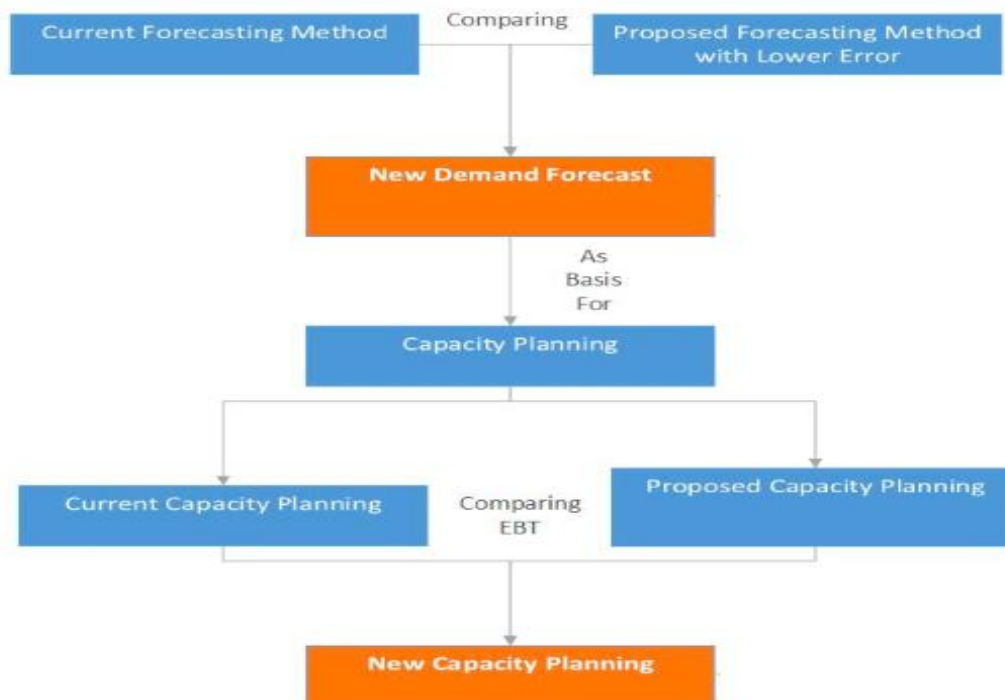 Comparing
Current Forecasting Method
Proposed Forecasting Method
with Lower Error
New Demand Forecast
As
Basis
For
Capacity Planning
Current Capacity Planning
Comparing
EBT
Proposed Capacity Planning
New Capacity Planning